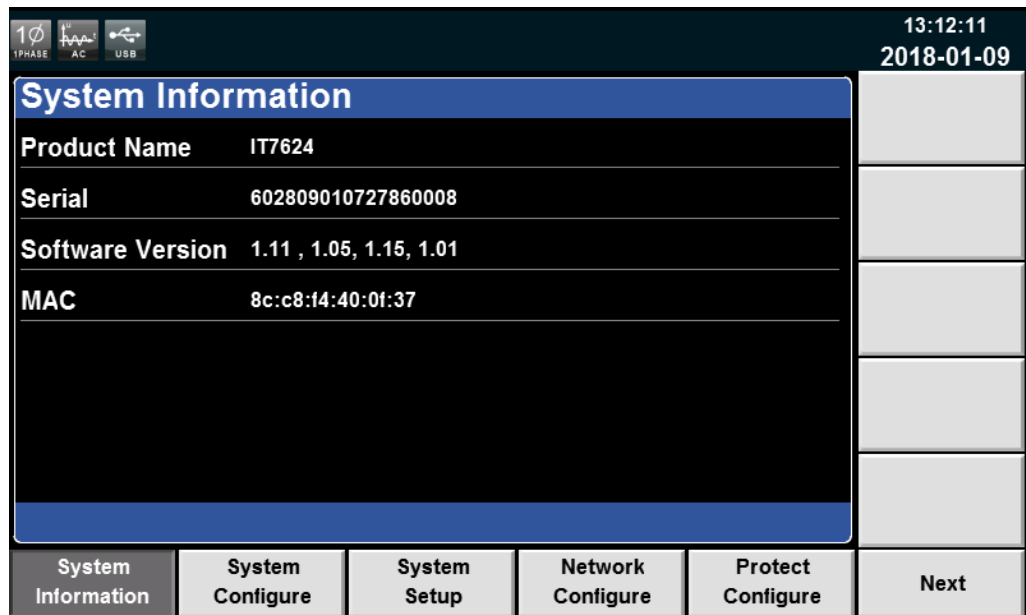 1Ø
1PHASE
U
t
AC
USB
13:12:11
2018-01-09
System Information
Product Name IT7624
Serial 602809010727860008
Software Version 1.11 , 1.05, 1.15, 1.01
MAC 8c:c8:f4:40:0f:37
System Information
System Configure
System Setup
Network Configure
Protect Configure
Next